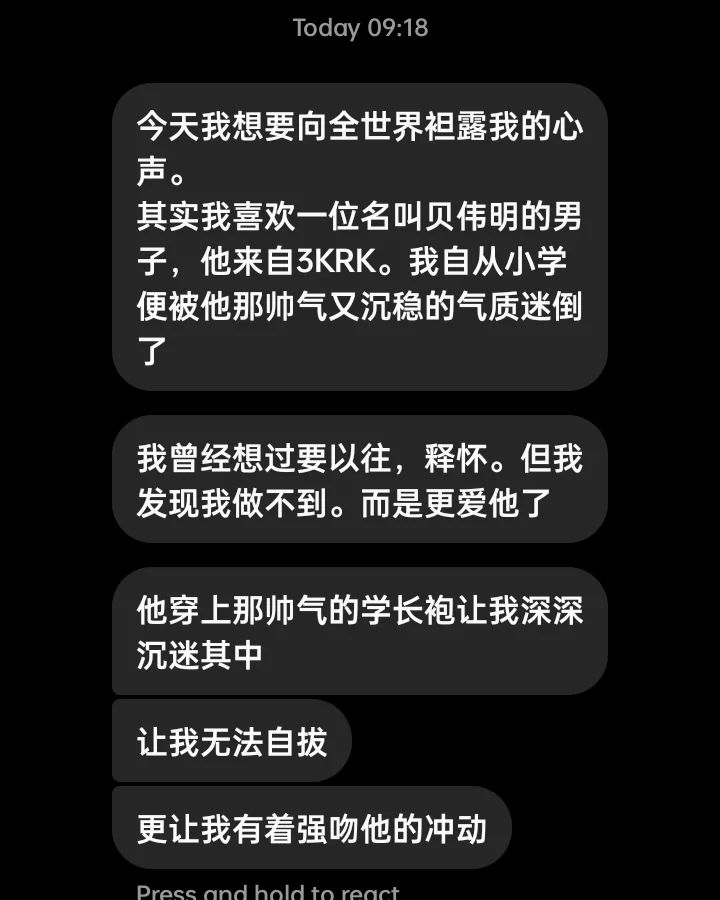 Today 09:18
今天我想要向全世界袒露我的心
声。
其实我喜欢一位名叫贝伟明的男
子，他来自3KRK。我自从小学
便被他那帅气又沉稳的气质迷倒
了
我曾经想过要以往，释怀。但我
发现我做不到。而是更爱他了
他穿上那帅气的学长袍让我深深
沉迷其中
让我无法自拔
更让我有着强吻他的冲动
Press and hold to react